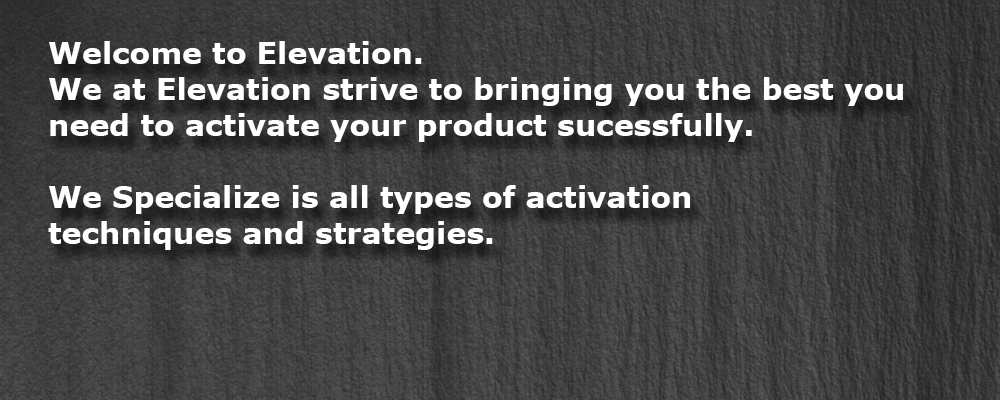 Welcome to Elevation.
We at Elevation strive to bringing you the best you
need to activate your product sucessfully.
We Specialize is all types of activation
techniques and strategies.